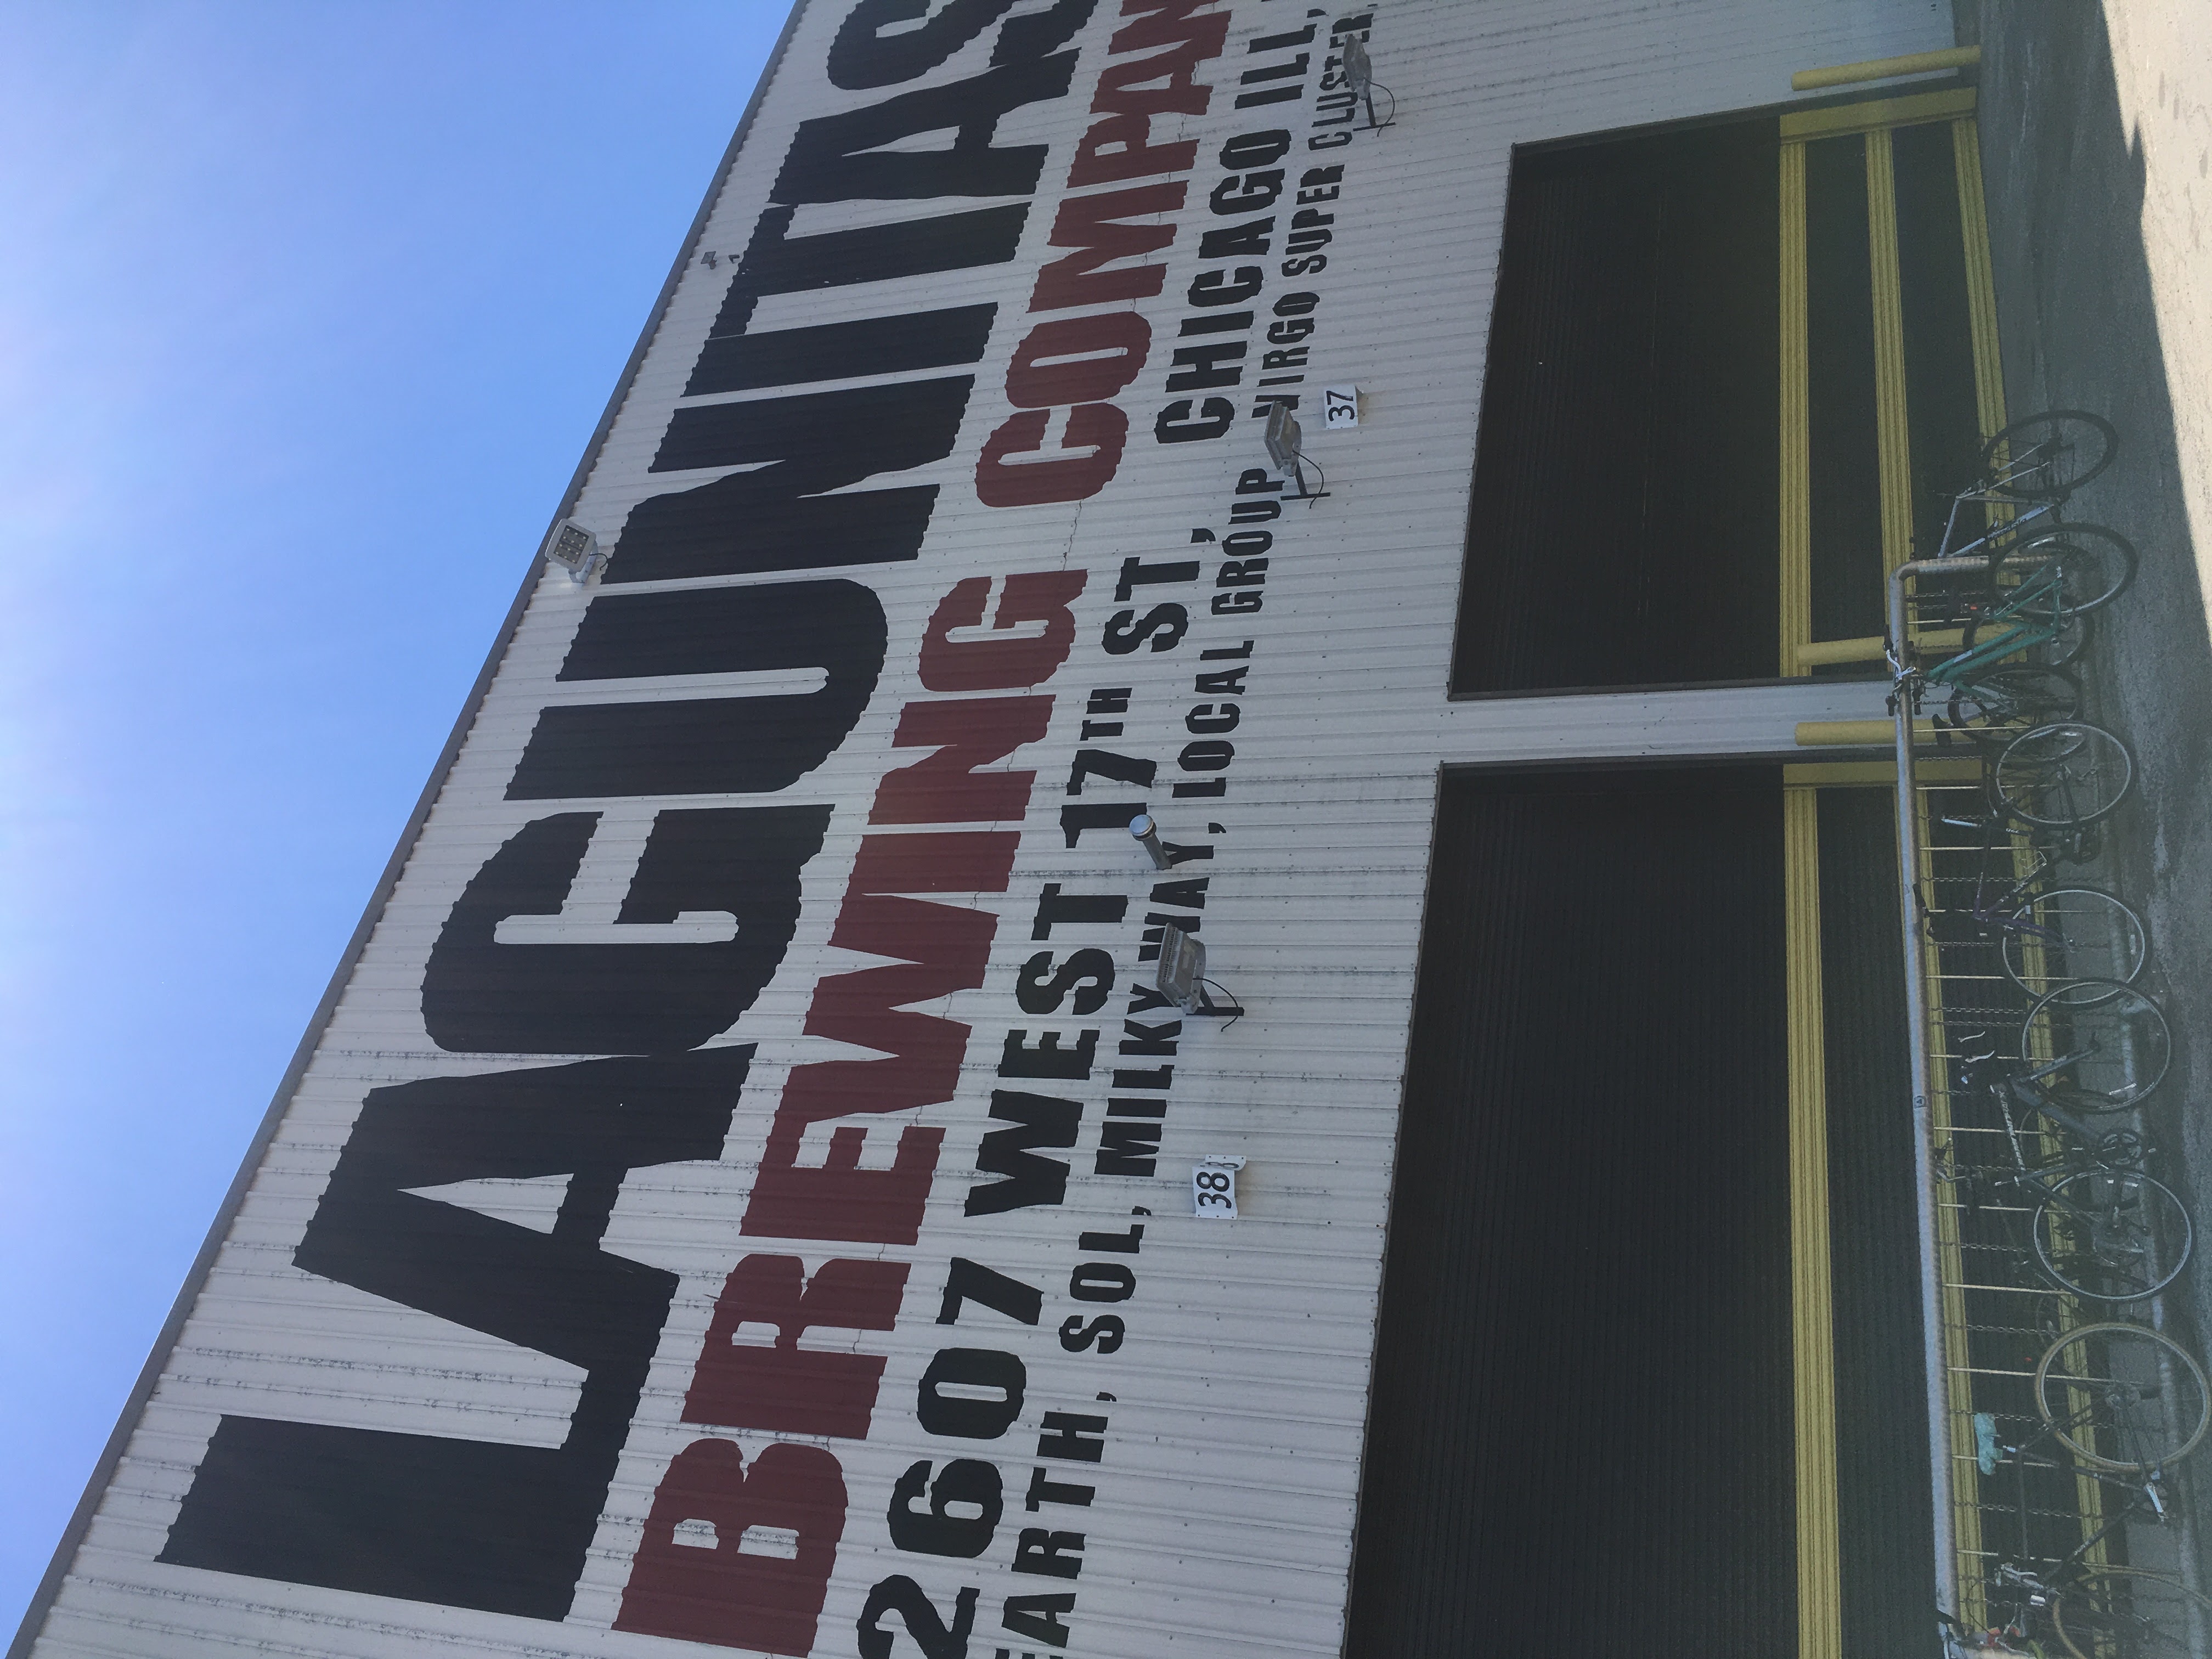 LAGUNITAS
BREWING COMPAN
2607 WEST 17TH ST, CHICAGO ILL,
EARTH, SOL, MILKY WAY, LOCAL GROUP, VIRGO SUPER CLUSTER,
38
37